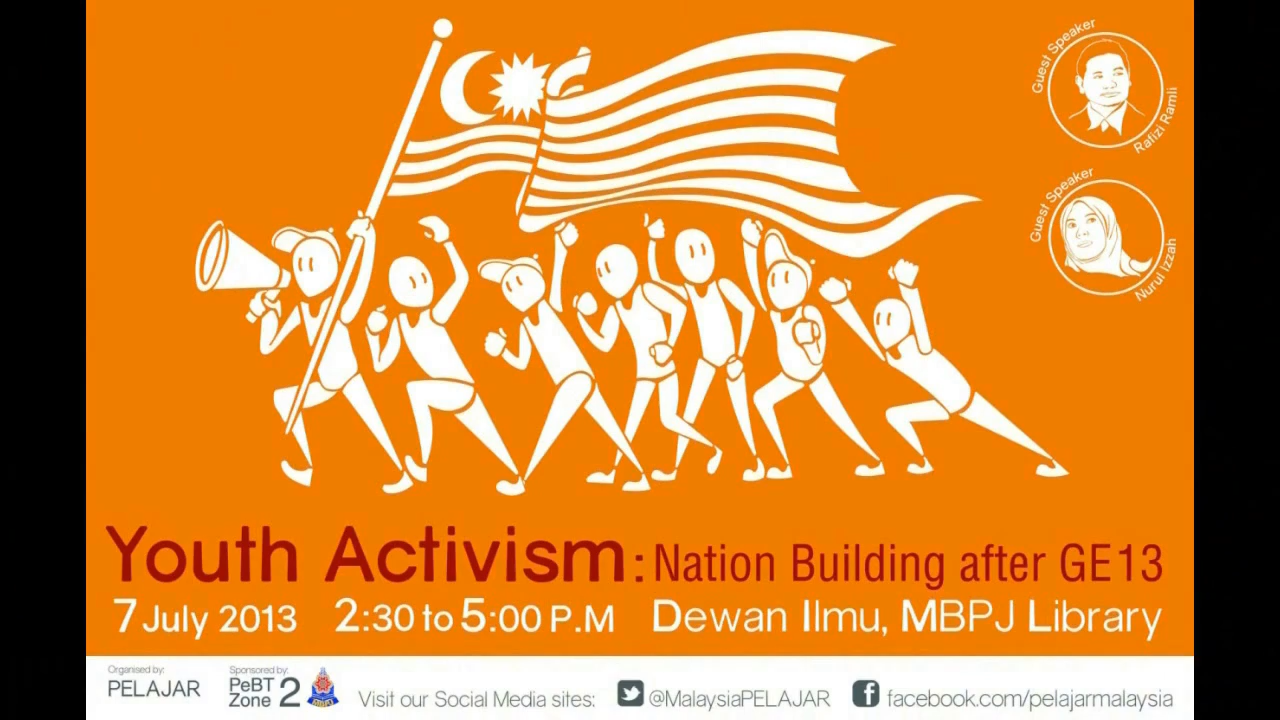 Guest Speaker
Rafizi Ramli
Guest Speaker
Nurul Izzah
Youth Activism: Nation Building after GE13
7 July 2013 2:30 to 5:00 P.M Dewan Ilmu, MBPJ Library
Organised by:
PELAJAR
Sponsored by:
PeBT
Zone 2
Visit our Social Media sites: @MalaysiaPELAJAR facebook.com/pelajarmalaysia